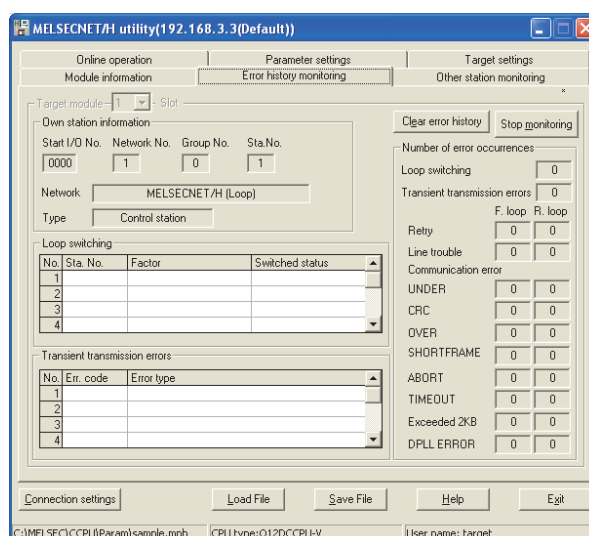 MELSECNET/H utility(192.168.3.3(Default))
Online operation Parameter settings Target settings
Module information Error history monitoring Other station monitoring
*
Target module 1 - Slot
Own station information
Start I/O No. Network No. Group No. Sta.No.
0000 1 0 1
Network MELSECNET/H (Loop)
Type Control station
Loop switching
No. Sta. No. Factor Switched status
1
2
3
4
Transient transmission errors
No. Err. code Error type
1
2
3
4
Clear error history Stop monitoring
Number of error occurrences
Loop switching 0
Transient transmission errors 0
F. loop R. loop
Retry 0 0
Line trouble 0 0
Communication error
UNDER 0 0
CRC 0 0
OVER 0 0
SHORTFRAME 0 0
ABORT 0 0
TIMEOUT 0 0
Exceeded 2KB 0 0
DPLL ERROR 0 0
Connection settings Load File Save File Help Exit
C:\MELSEC\CCPU\Param\sample.mnh CPU type:Q12DCCPU-V User name: target